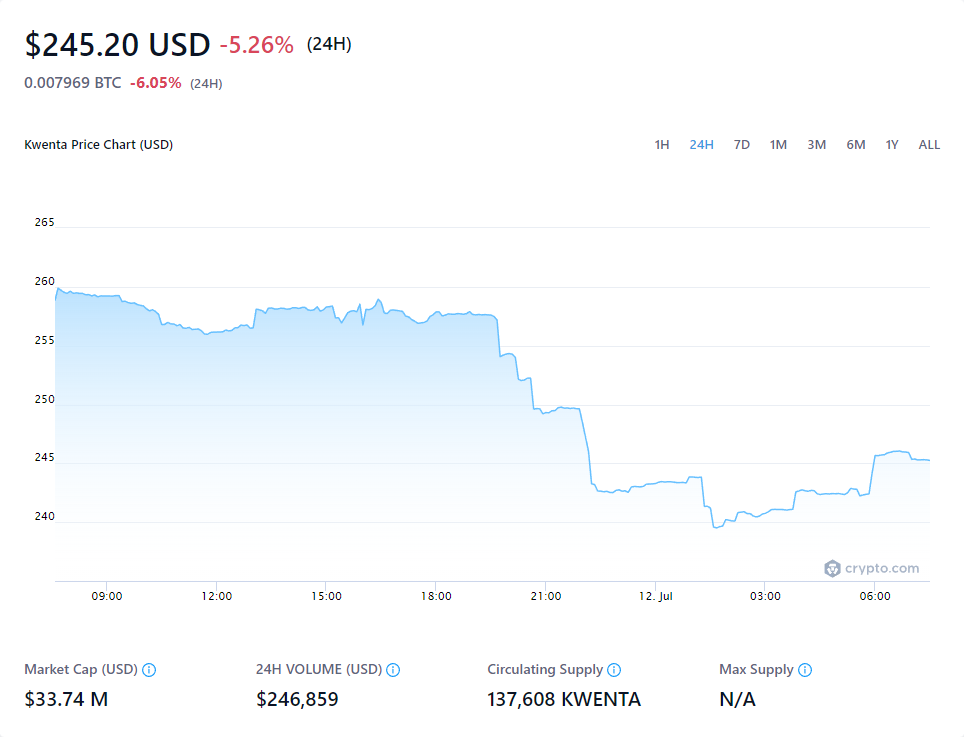 $245.20 USD -5.26% (24H)
0.007969 BTC -6.05% (24H)
Kwenta Price Chart (USD) 1H 24H 7D 1M 3M 6M 1Y ALL
265
260
255
250
245
240
crypto.com
09:00 12:00 15:00 18:00 21:00 12. Jul 03:00 06:00
Market Cap (USD) 24H VOLUME (USD) Circulating Supply Max Supply
$33.74 M $246,859 137,608 KWENTA N/A